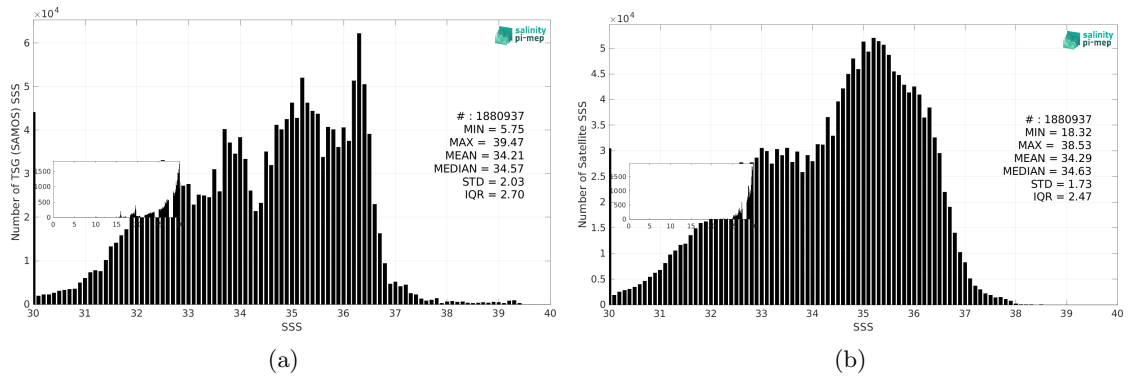 ×10⁴
6
5
4
3
2
1
0
Number of TSG (SAMOS) SSS
1500
1000
500
0
0 5 10 15
salinity
pi-mep
# : 1880937
MIN = 5.75
MAX = 39.47
MEAN = 34.21
MEDIAN = 34.57
STD = 2.03
IQR = 2.70
30 31 32 33 34 35 36 37 38 39 40
SSS
(a)
×10⁴
5
4.5
4
3.5
3
2.5
2
1.5
1
0.5
0
Number of Satellite SSS
1500
1000
500
0
0 5 10 15
salinity
pi-mep
# : 1880937
MIN = 18.32
MAX = 38.53
MEAN = 34.29
MEDIAN = 34.63
STD = 1.73
IQR = 2.47
30 31 32 33 34 35 36 37 38 39 40
SSS
(b)